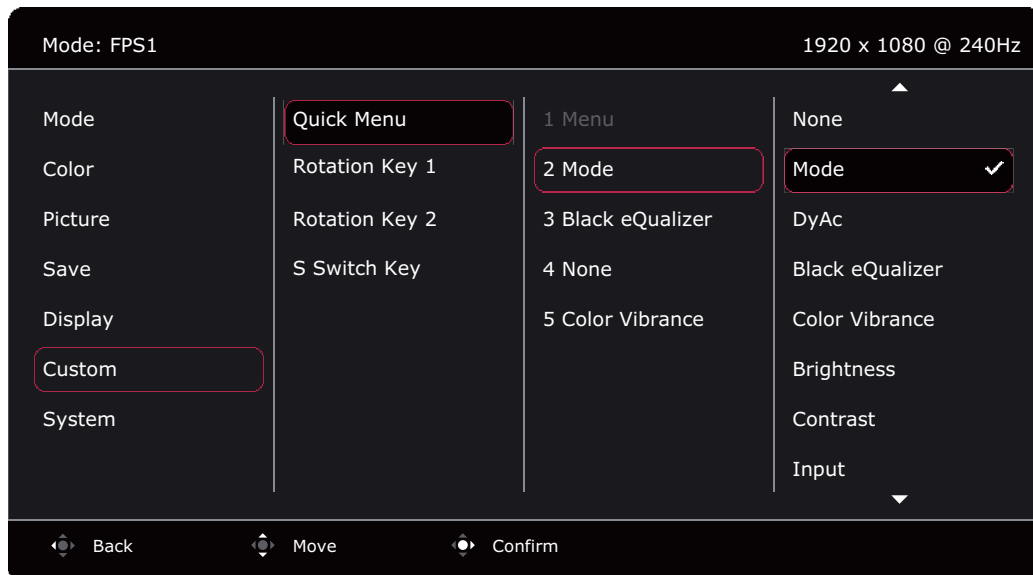 Mode: FPS1
1920 x 1080 @ 240Hz
Mode
Color
Picture
Save
Display
Custom
System
Quick Menu
Rotation Key 1
Rotation Key 2
S Switch Key
1 Menu
2 Mode
3 Black eQualizer
4 None
5 Color Vibrance
None
Mode
DyAc
Black eQualizer
Color Vibrance
Brightness
Contrast
Input
Back
Move
Confirm